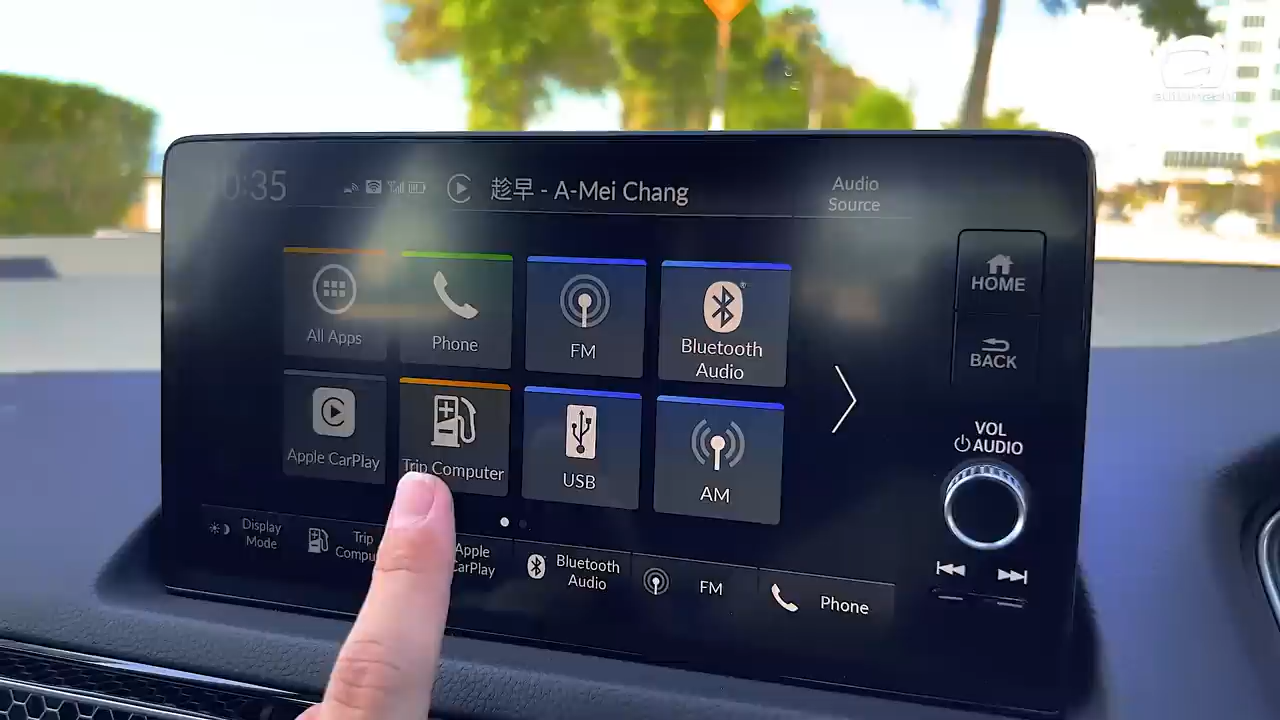 0:35
趁早 - A-Mei Chang
Audio
Source
All Apps
Phone
FM
Bluetooth
Audio
HOME
BACK
Apple CarPlay
Trip Computer
USB
AM
VOL
AUDIO
Display
Mode
Trip
Apple
CarPlay
Bluetooth
Audio
FM
Phone